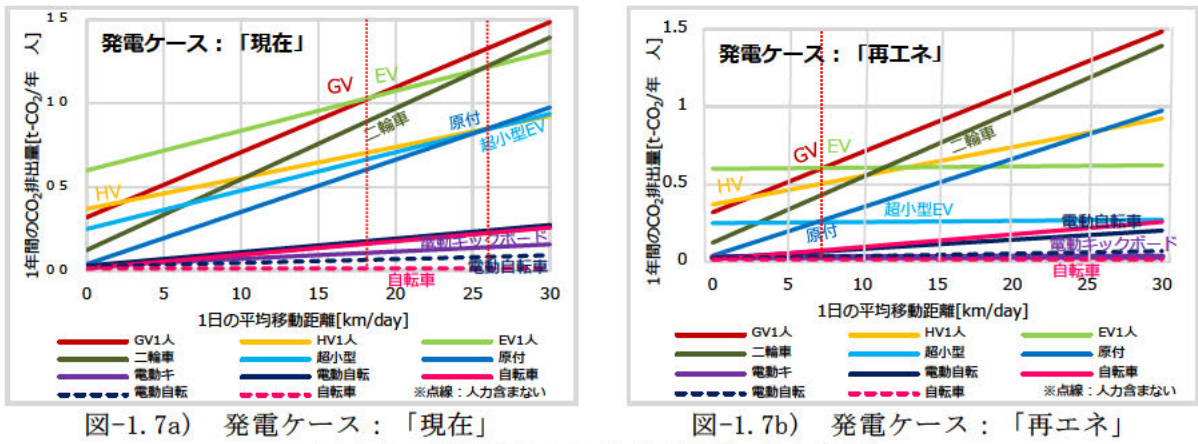 発電ケース：「現在」
1年間のCO₂排出量[t-CO₂/年 人]
1 5
1 0
0 5
0 0
GV
EV
二輪車
原付
超小型EV
HV
電動キックボード
電動自転車
自転車
0 5 10 15 20 25 30
1日の平均移動距離[km/day]
GV1人 HV1人 EV1人
二輪車 超小型 原付
電動キ 電動自転 自転車
電動自転 自転車 ※点線：人力含まない
図-1.7a) 発電ケース：「現在」
発電ケース：「再エネ」
1年間のCO₂排出量[t-CO₂/年 人]
1.5
1
0.5
0
GV
EV
二輪車
HV
超小型EV
原付
電動自転車
電動キックボード
自転車
0 5 10 15 20 25 30
1日の平均移動距離[km/day]
GV1人 HV1人 EV1人
二輪車 超小型 原付
電動キ 電動自転 自転車
電動自転 自転車 ※点線：人力含まない
図-1.7b) 発電ケース：「再エネ」